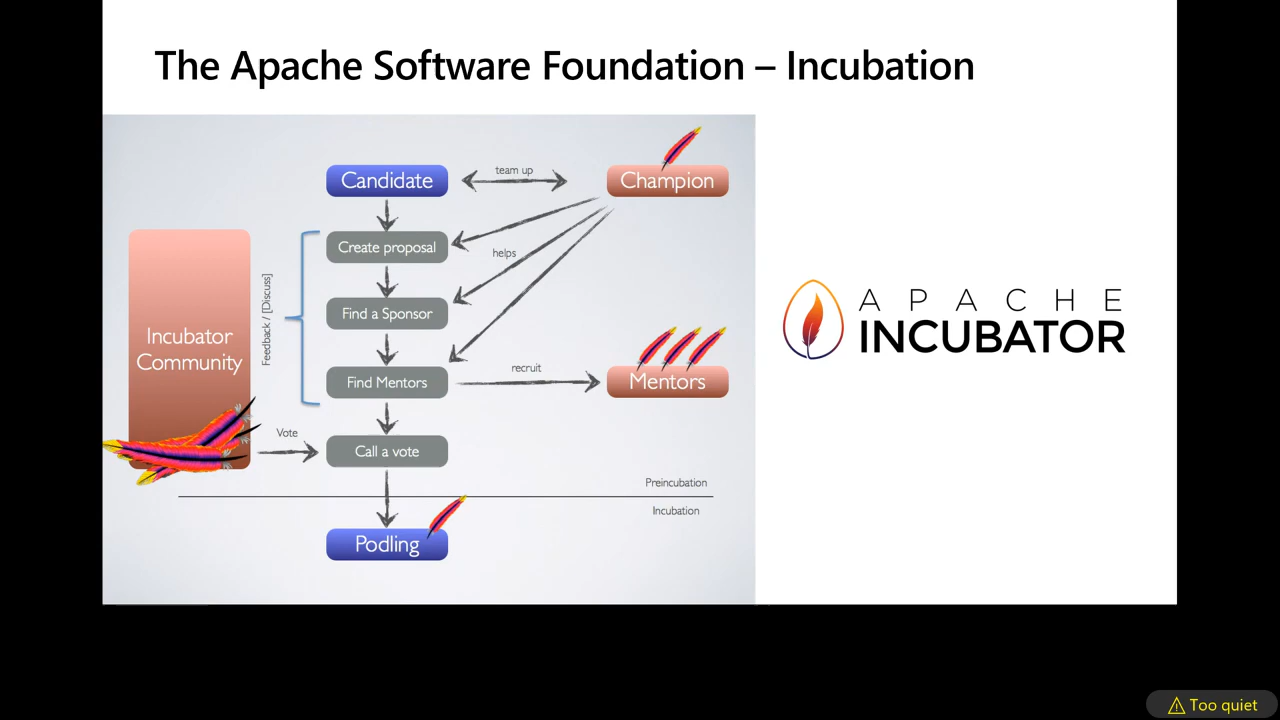 The Apache Software Foundation – Incubation
Candidate
team up
Champion
Create proposal
helps
Find a Sponsor
Feedback / [Discuss]
Incubator
Community
Find Mentors
recruit
Mentors
Vote
Call a vote
Preincubation
Incubation
Podling
APACHE
INCUBATOR
Too quiet